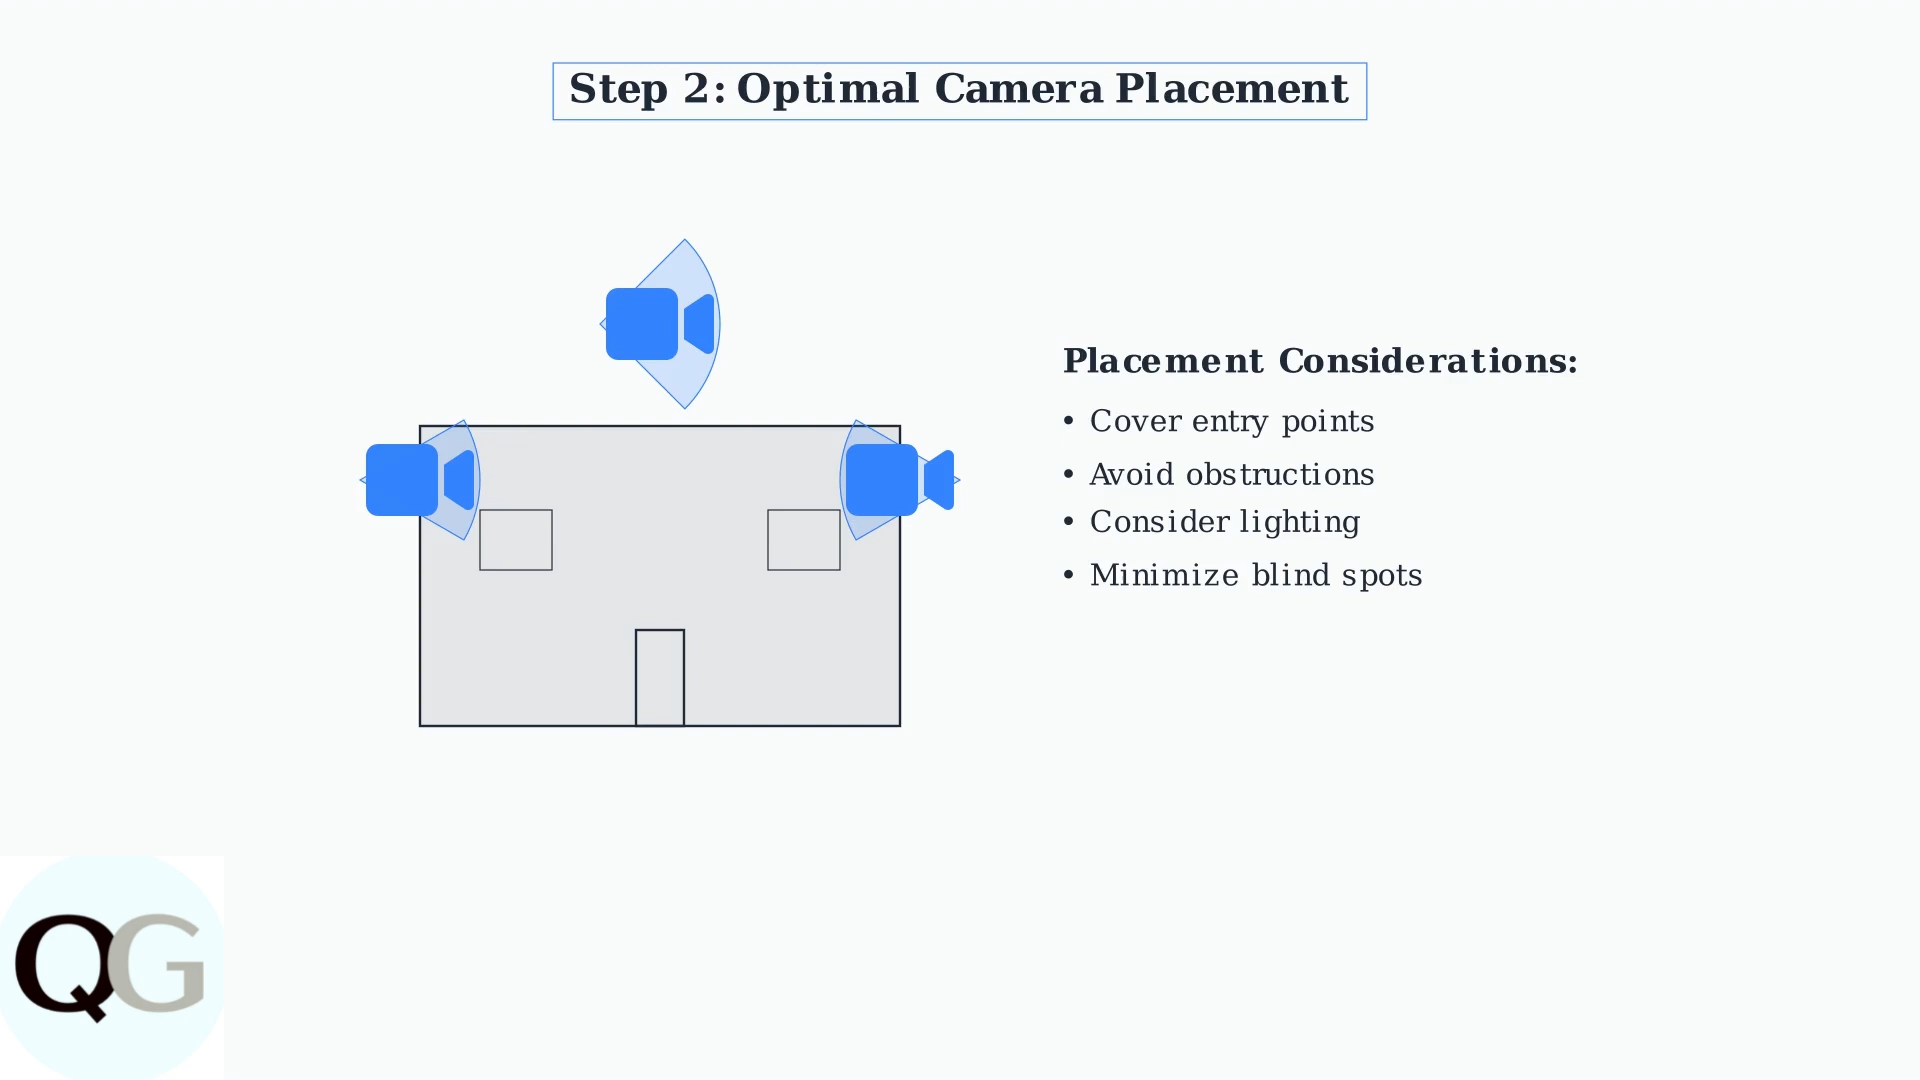 Step 2: Optimal Camera Placement
Placement Considerations:
• Cover entry points
• Avoid obstructions
• Consider lighting
• Minimize blind spots
QG